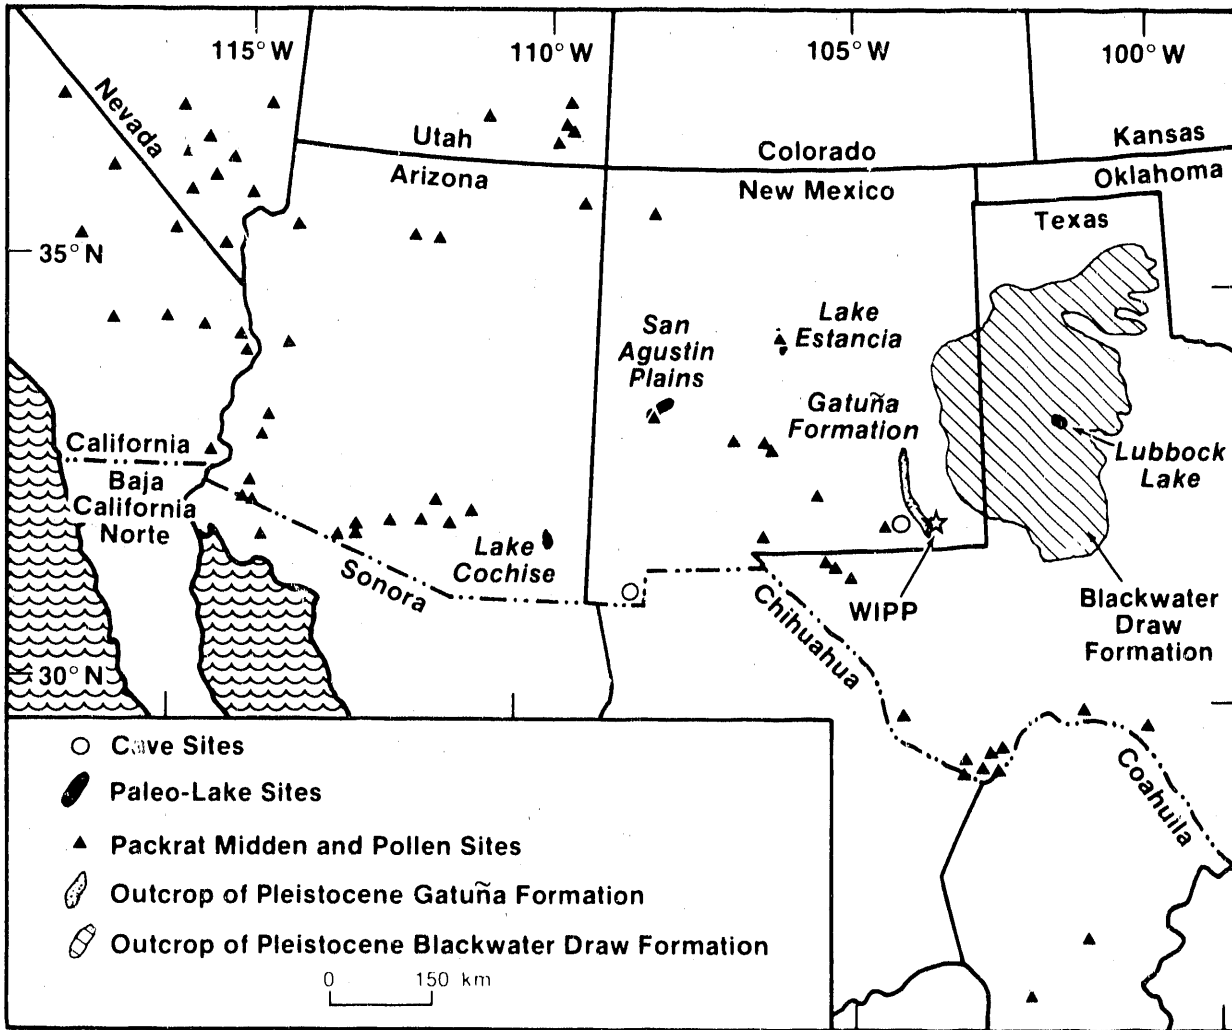 115° W
110° W
105° W
100° W
Nevada
Utah
Colorado
Kansas
Arizona
New Mexico
Oklahoma
Texas
35° N
San
Agustin
Plains
Lake
Estancia
Gatuña
Formation
Lubbock
Lake
California
Baja
California
Norte
Sonora
Lake
Cochise
Chihuahua
WIPP
Blackwater
Draw
Formation
30° N
Coahuila
Cave Sites
Paleo-Lake Sites
Packrat Midden and Pollen Sites
Outcrop of Pleistocene Gatuña Formation
Outcrop of Pleistocene Blackwater Draw Formation
0 150 km